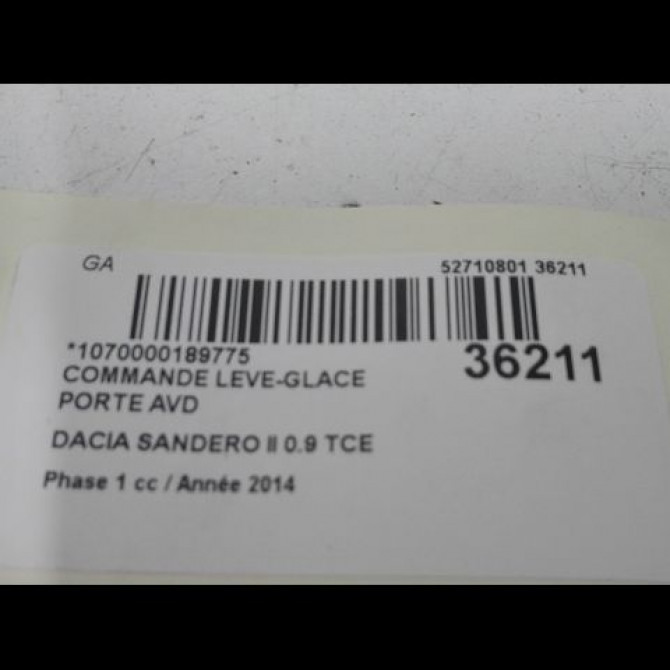 GA 52710801 36211
*1070000189775 36211
COMMANDE LEVE-GLACE
PORTE AVD
DACIA SANDERO II 0.9 TCE
Phase 1 cc / Année 2014